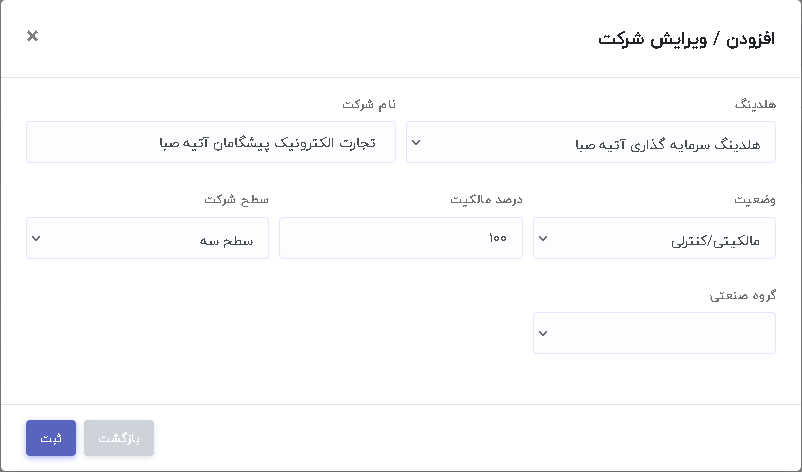 افزودن / ویرایش شرکت
×
هلدینگ
نام شرکت
هلدینگ سرمایه گذاری آتیه صبا
تجارت الکترونیک پیشگامان آتیه صبا
وضعیت
درصد مالکیت
سطح شرکت
مالکیتی/کنترلی
۱۰۰
سطح سه
گروه صنعتی
بازگشت
ثبت